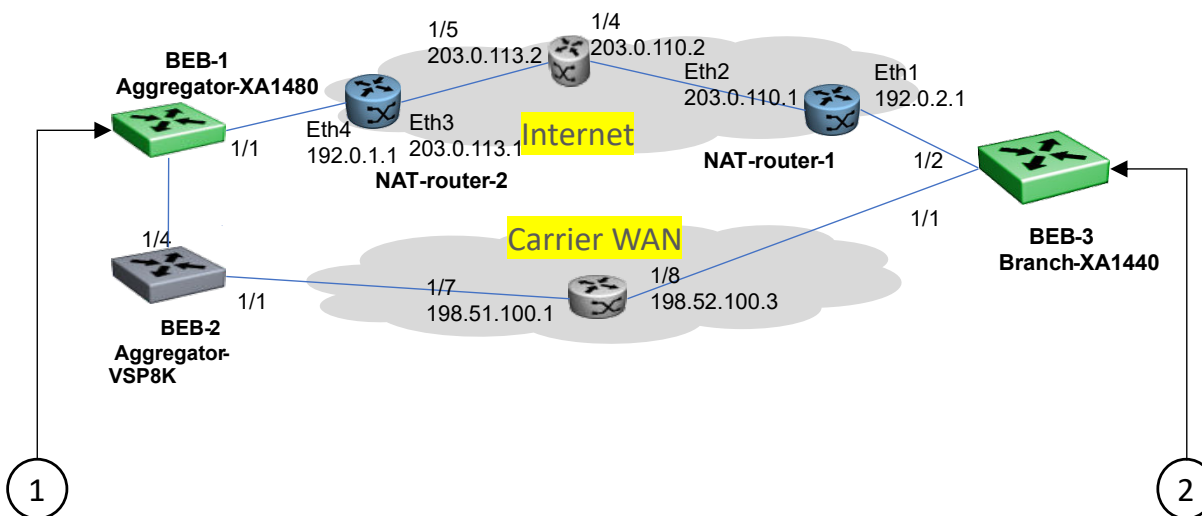 1/5
203.0.113.2
1/4
203.0.110.2
BEB-1
Aggregator-XA1480
Eth2
203.0.110.1
Eth1
192.0.2.1
1/1
Eth4
192.0.1.1
Eth3
203.0.113.1
NAT-router-2
Internet
NAT-router-1
1/2
1/1
BEB-3
Branch-XA1440
1/4
1/1
BEB-2
Aggregator-
VSP8K
Carrier WAN
1/7
198.51.100.1
1/8
198.52.100.3
1
2